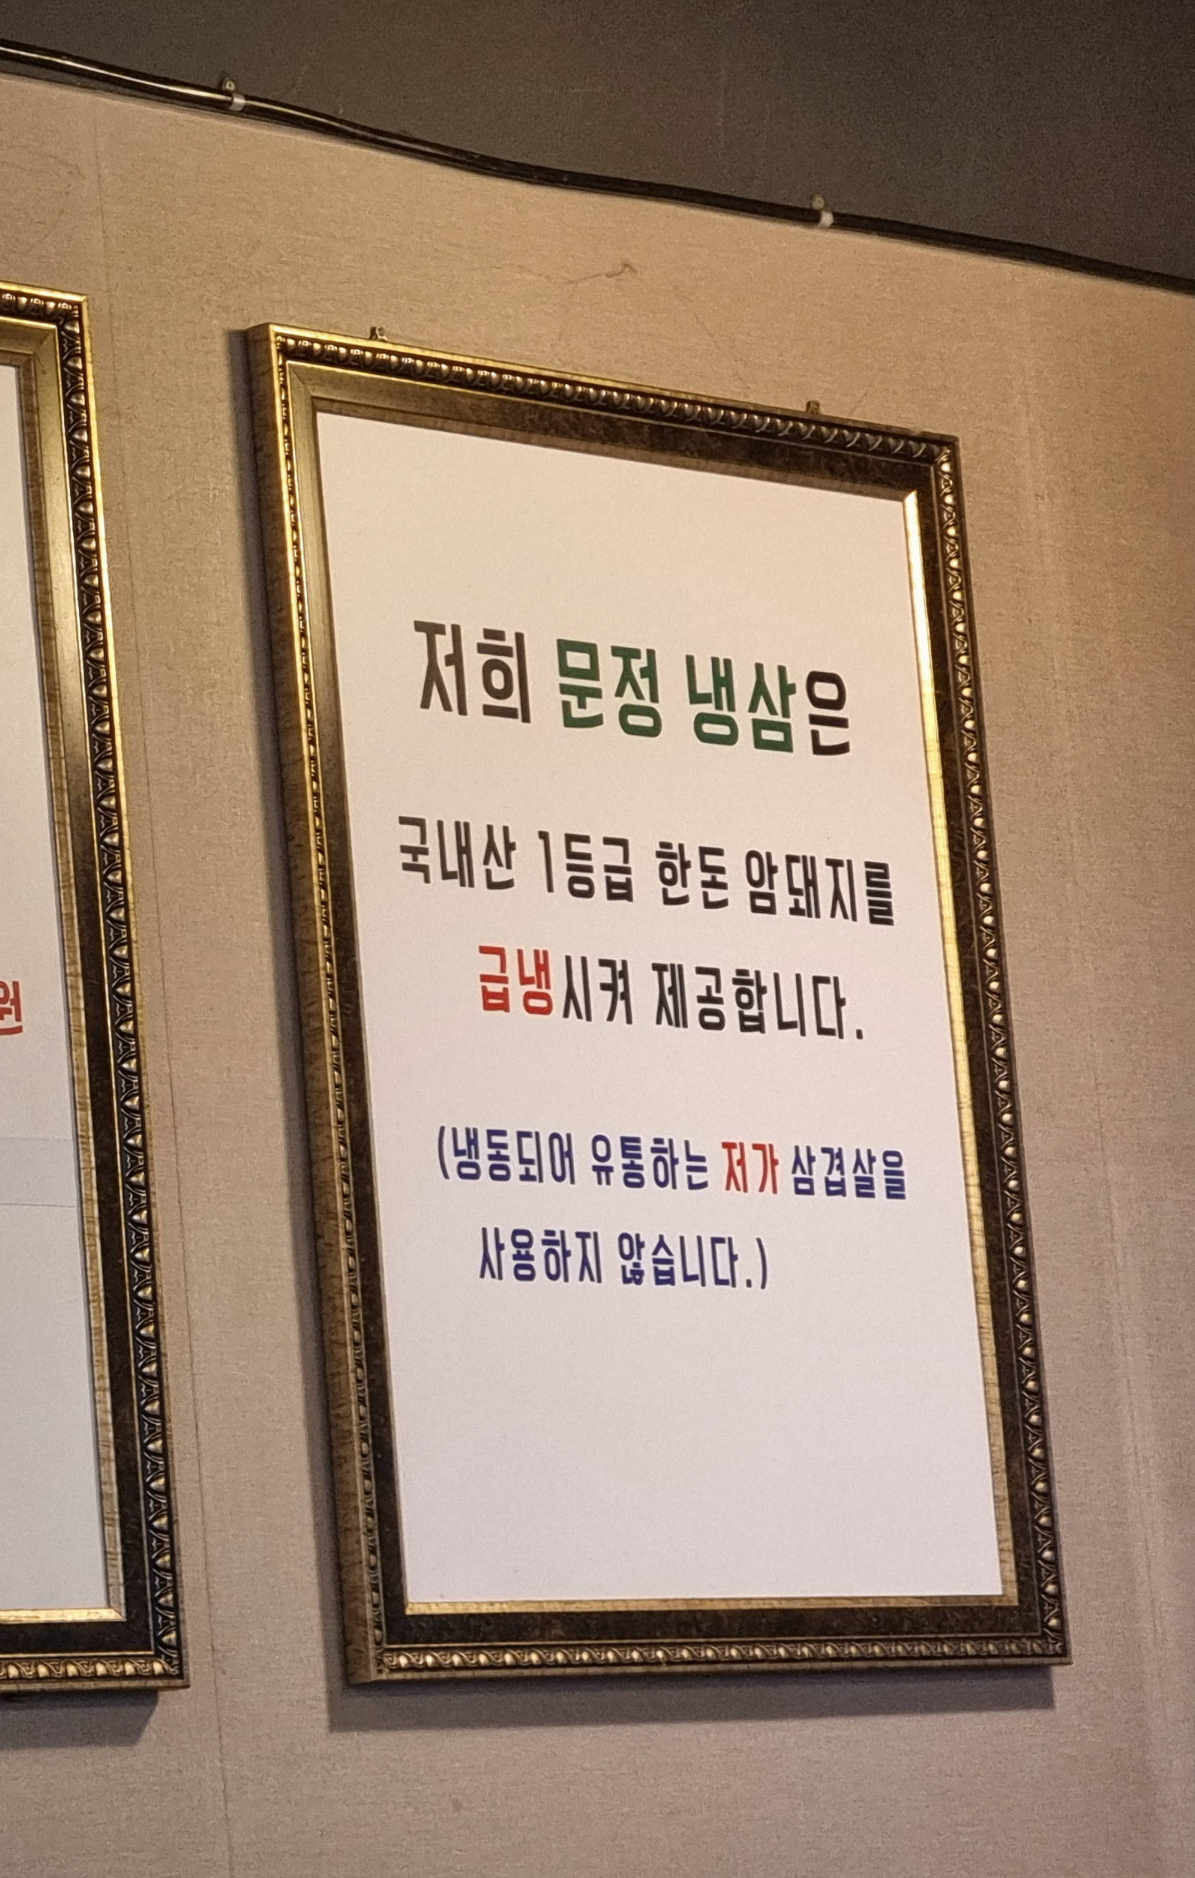 저희 문정 냉삼은
국내산 1등급 한돈 암돼지를
급냉시켜 제공합니다.
(냉동되어 유통하는 저가 삼겹살을
사용하지 않습니다.)
원